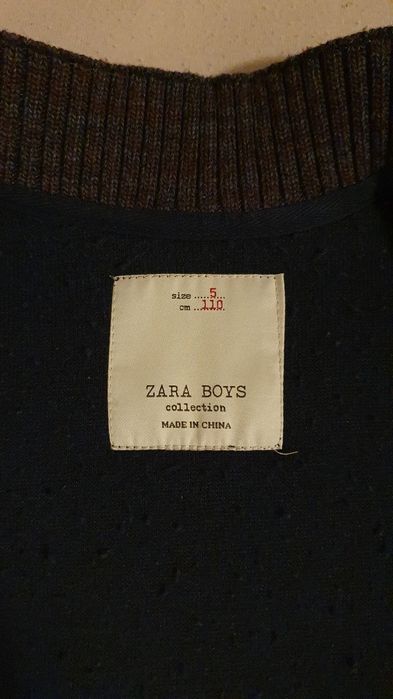 size .....5...
cm ...110
ZARA BOYS
collection
MADE IN CHINA